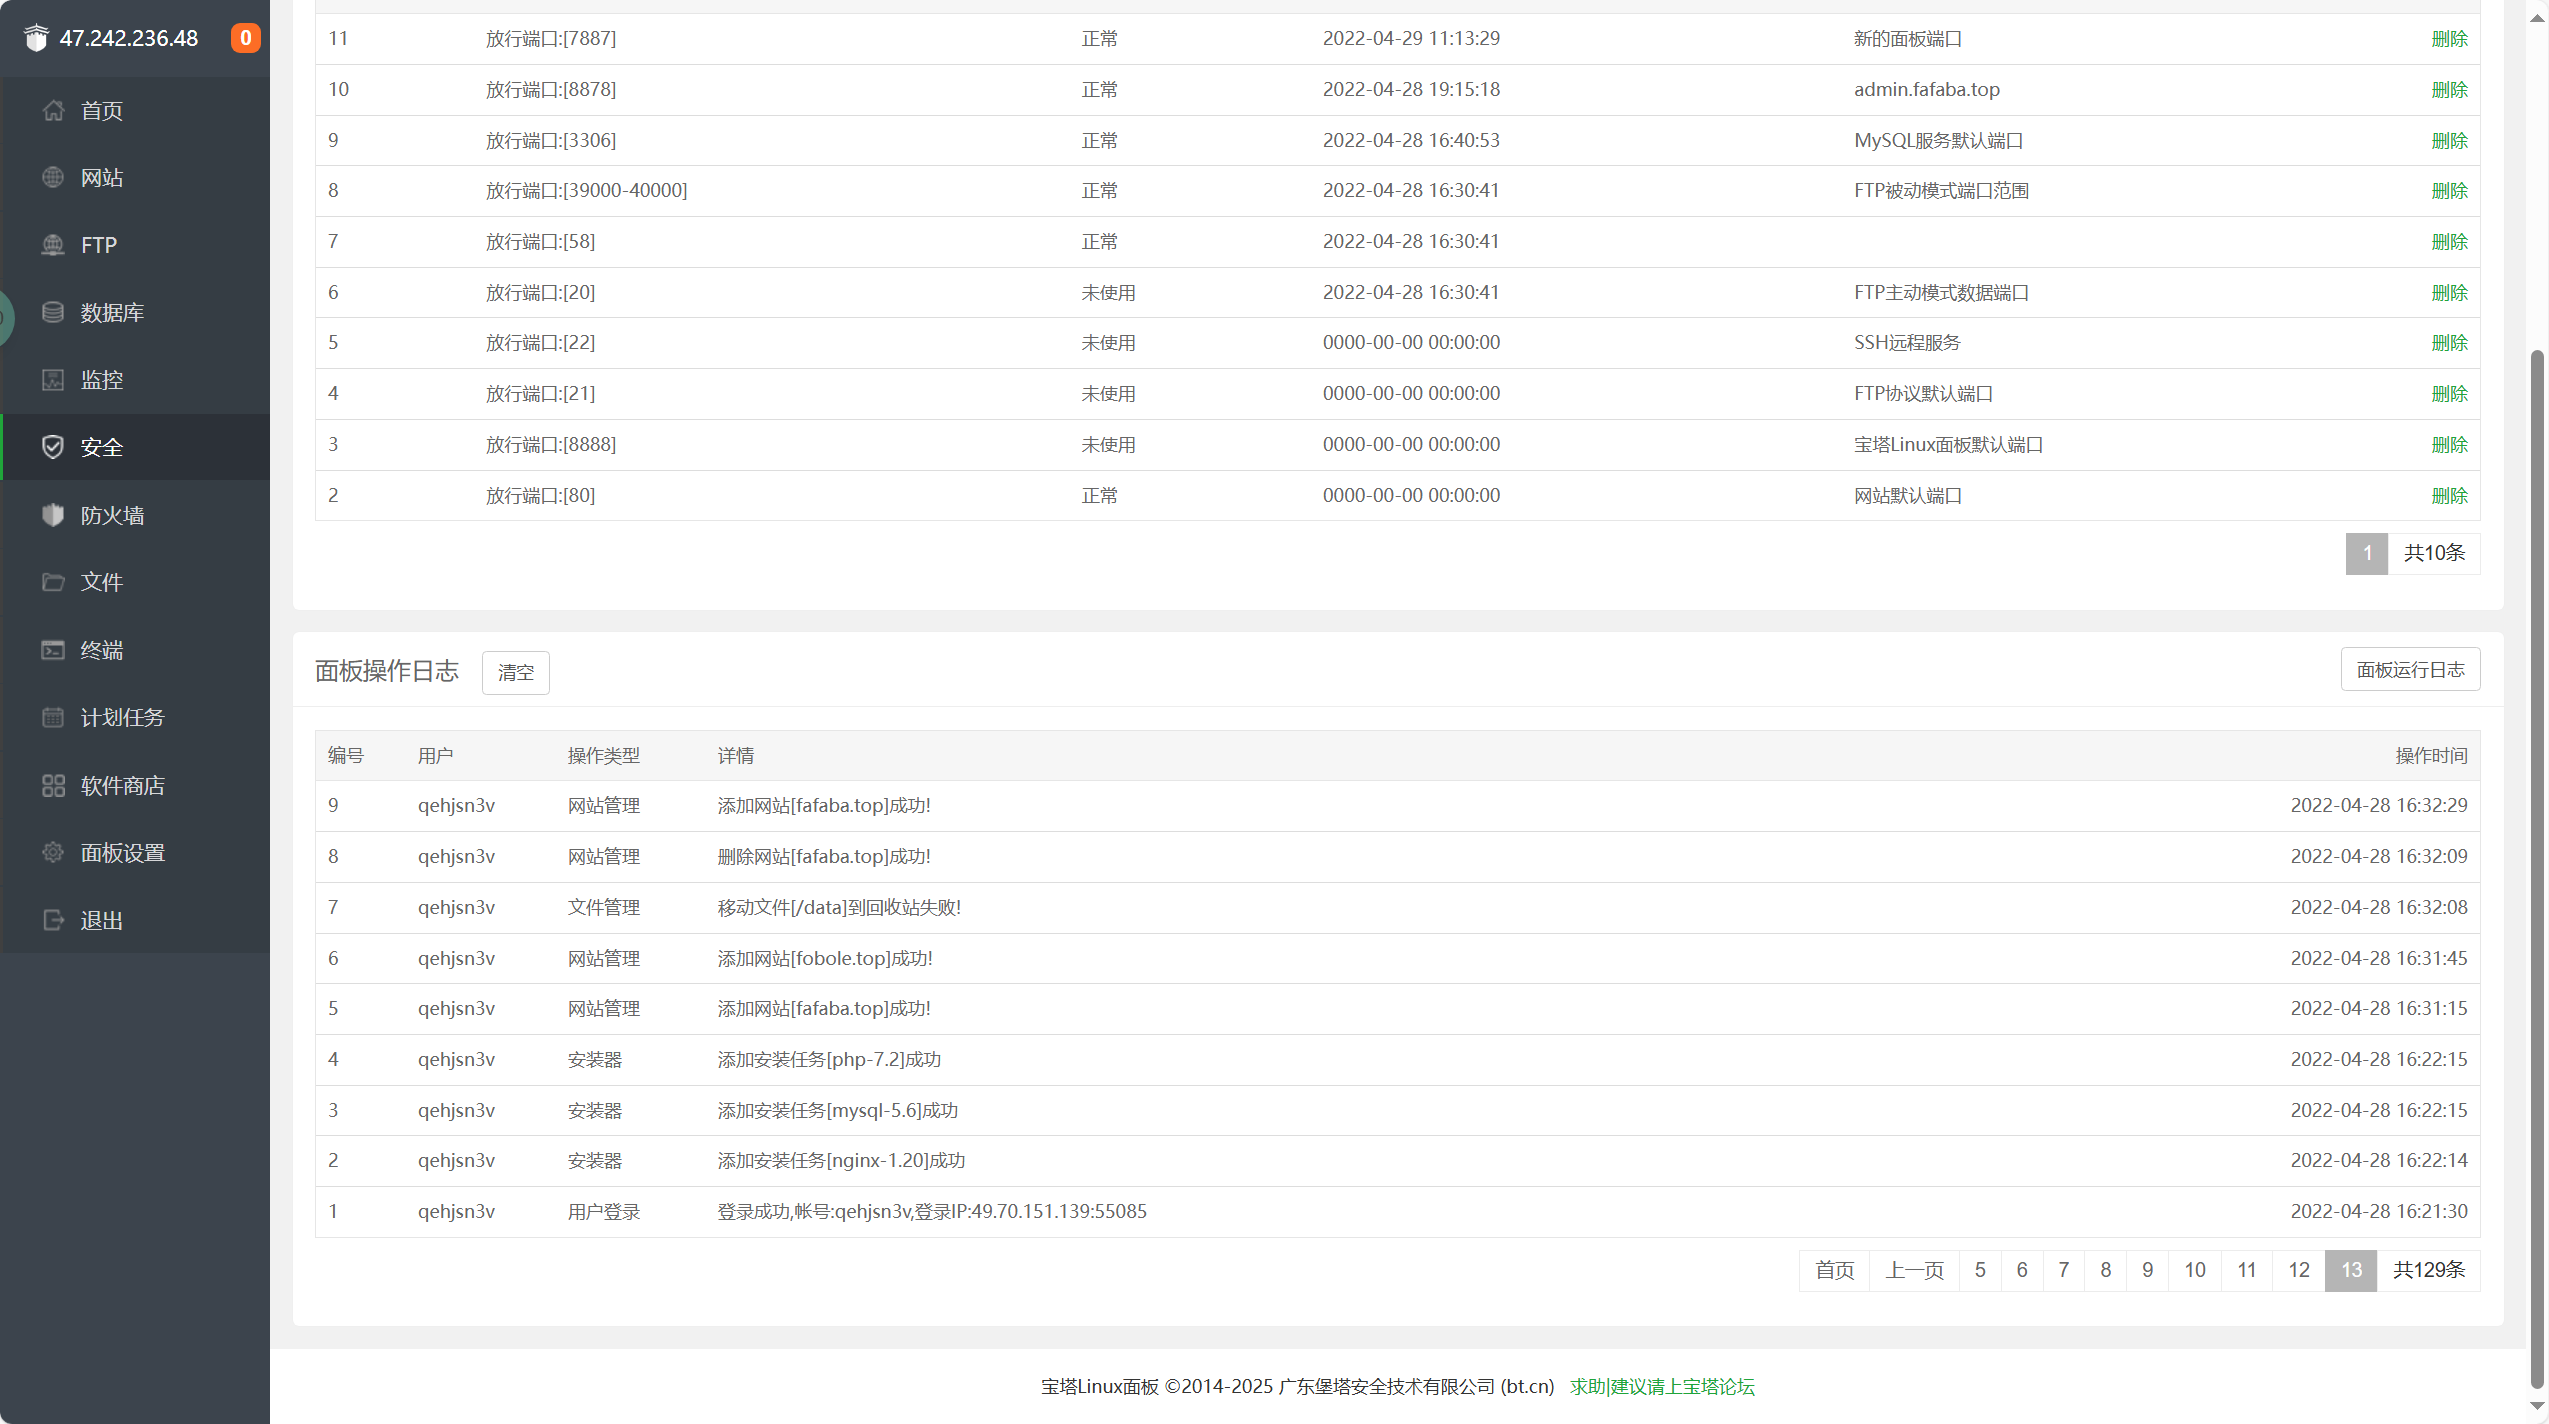 47.242.236.48 0
首页
网站
FTP
数据库
监控
安全
防火墙
文件
终端
计划任务
软件商店
面板设置
退出
11 放行端口:[7887] 正常 2022-04-29 11:13:29 新的面板端口 删除
10 放行端口:[8878] 正常 2022-04-28 19:15:18 admin.fafaba.top 删除
9 放行端口:[3306] 正常 2022-04-28 16:40:53 MySQL服务默认端口 删除
8 放行端口:[39000-40000] 正常 2022-04-28 16:30:41 FTP被动模式端口范围 删除
7 放行端口:[58] 正常 2022-04-28 16:30:41 删除
6 放行端口:[20] 未使用 2022-04-28 16:30:41 FTP主动模式数据端口 删除
5 放行端口:[22] 未使用 0000-00-00 00:00:00 SSH远程服务 删除
4 放行端口:[21] 未使用 0000-00-00 00:00:00 FTP协议默认端口 删除
3 放行端口:[8888] 未使用 0000-00-00 00:00:00 宝塔Linux面板默认端口 删除
2 放行端口:[80] 正常 0000-00-00 00:00:00 网站默认端口 删除
1 共10条
面板操作日志 清空 面板运行日志
编号 用户 操作类型 详情 操作时间
9 qehjsn3v 网站管理 添加网站[fafaba.top]成功! 2022-04-28 16:32:29
8 qehjsn3v 网站管理 删除网站[fafaba.top]成功! 2022-04-28 16:32:09
7 qehjsn3v 文件管理 移动文件[/data]到回收站失败! 2022-04-28 16:32:08
6 qehjsn3v 网站管理 添加网站[fobole.top]成功! 2022-04-28 16:31:45
5 qehjsn3v 网站管理 添加网站[fafaba.top]成功! 2022-04-28 16:31:15
4 qehjsn3v 安装器 添加安装任务[php-7.2]成功 2022-04-28 16:22:15
3 qehjsn3v 安装器 添加安装任务[mysql-5.6]成功 2022-04-28 16:22:15
2 qehjsn3v 安装器 添加安装任务[nginx-1.20]成功 2022-04-28 16:22:14
1 qehjsn3v 用户登录 登录成功,帐号:qehjsn3v,登录IP:49.70.151.139:55085 2022-04-28 16:21:30
首页 上一页 5 6 7 8 9 10 11 12 13 共129条
宝塔Linux面板 ©2014-2025 广东堡塔安全技术有限公司 (bt.cn) 求助|建议请上宝塔论坛